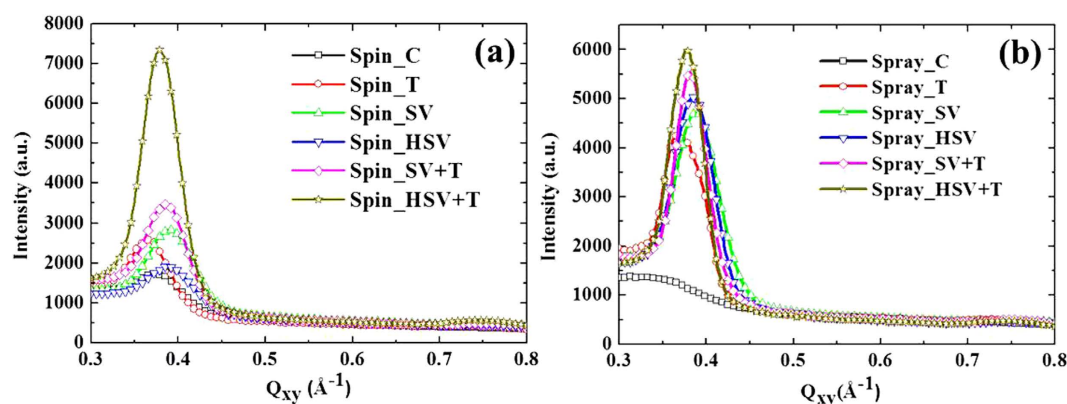 (a)
8000
7000
6000
5000
4000
3000
2000
1000
0
Intensity (a.u.)
Spin_C
Spin_T
Spin_SV
Spin_HSV
Spin_SV+T
Spin_HSV+T
0.3 0.4 0.5 0.6 0.7 0.8
Qxy (Å-1)
(b)
6000
5000
4000
3000
2000
1000
0
Intensity (a.u.)
Spray_C
Spray_T
Spray_SV
Spray_HSV
Spray_SV+T
Spray_HSV+T
0.3 0.4 0.5 0.6 0.7 0.8
Qxy(Å-1)